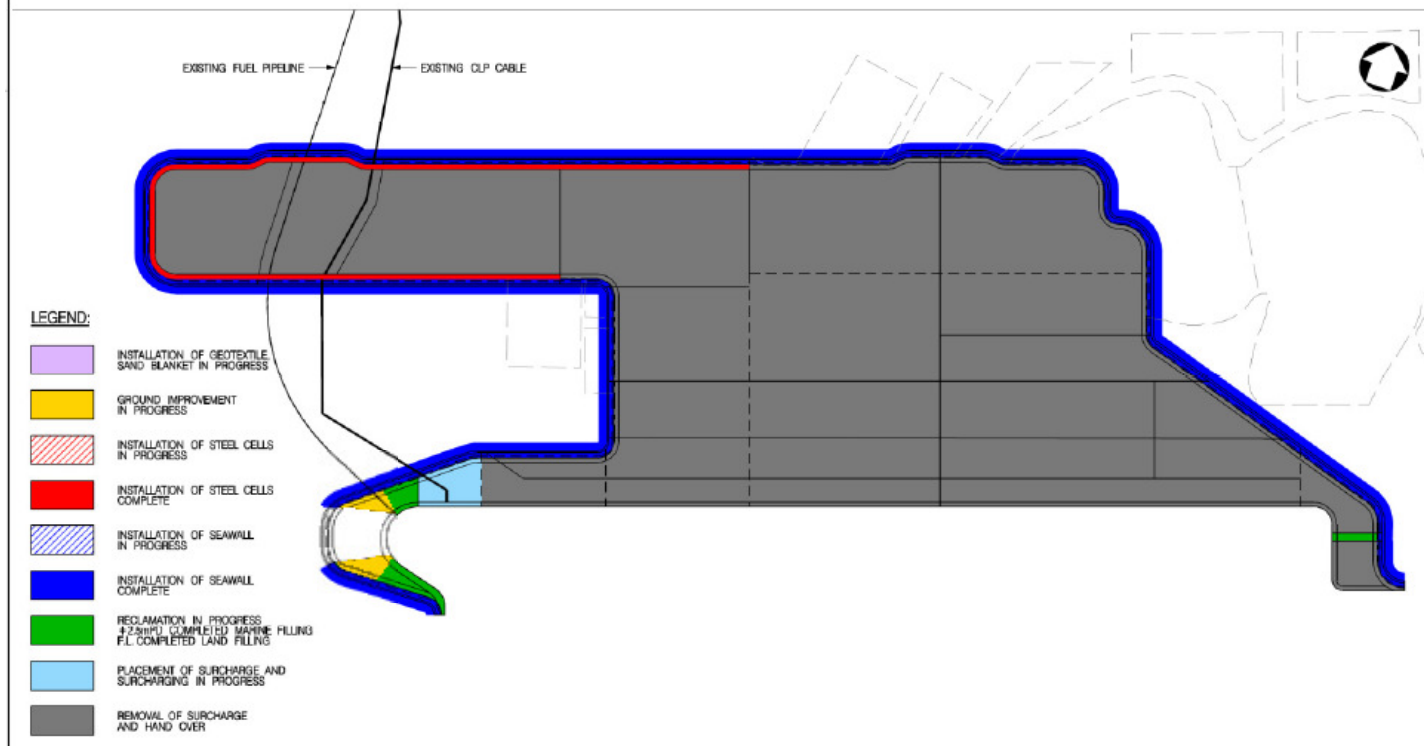 EXISTING FUEL PIPELINE
EXISTING CLP CABLE
LEGEND:
INSTALLATION OF GEOTEXTILE,
SAND BLANKET IN PROGRESS
GROUND IMPROVEMENT
IN PROGRESS
INSTALLATION OF STEEL CELLS
IN PROGRESS
INSTALLATION OF STEEL CELLS
COMPLETE
INSTALLATION OF SEAWALL
IN PROGRESS
INSTALLATION OF SEAWALL
COMPLETE
RECLAMATION IN PROGRESS
+2.5mPD COMPLETED MARINE FILLING
F.L. COMPLETED LAND FILLING
PLACEMENT OF SURCHARGE AND
SURCHARGING IN PROGRESS
REMOVAL OF SURCHARGE
AND HAND OVER